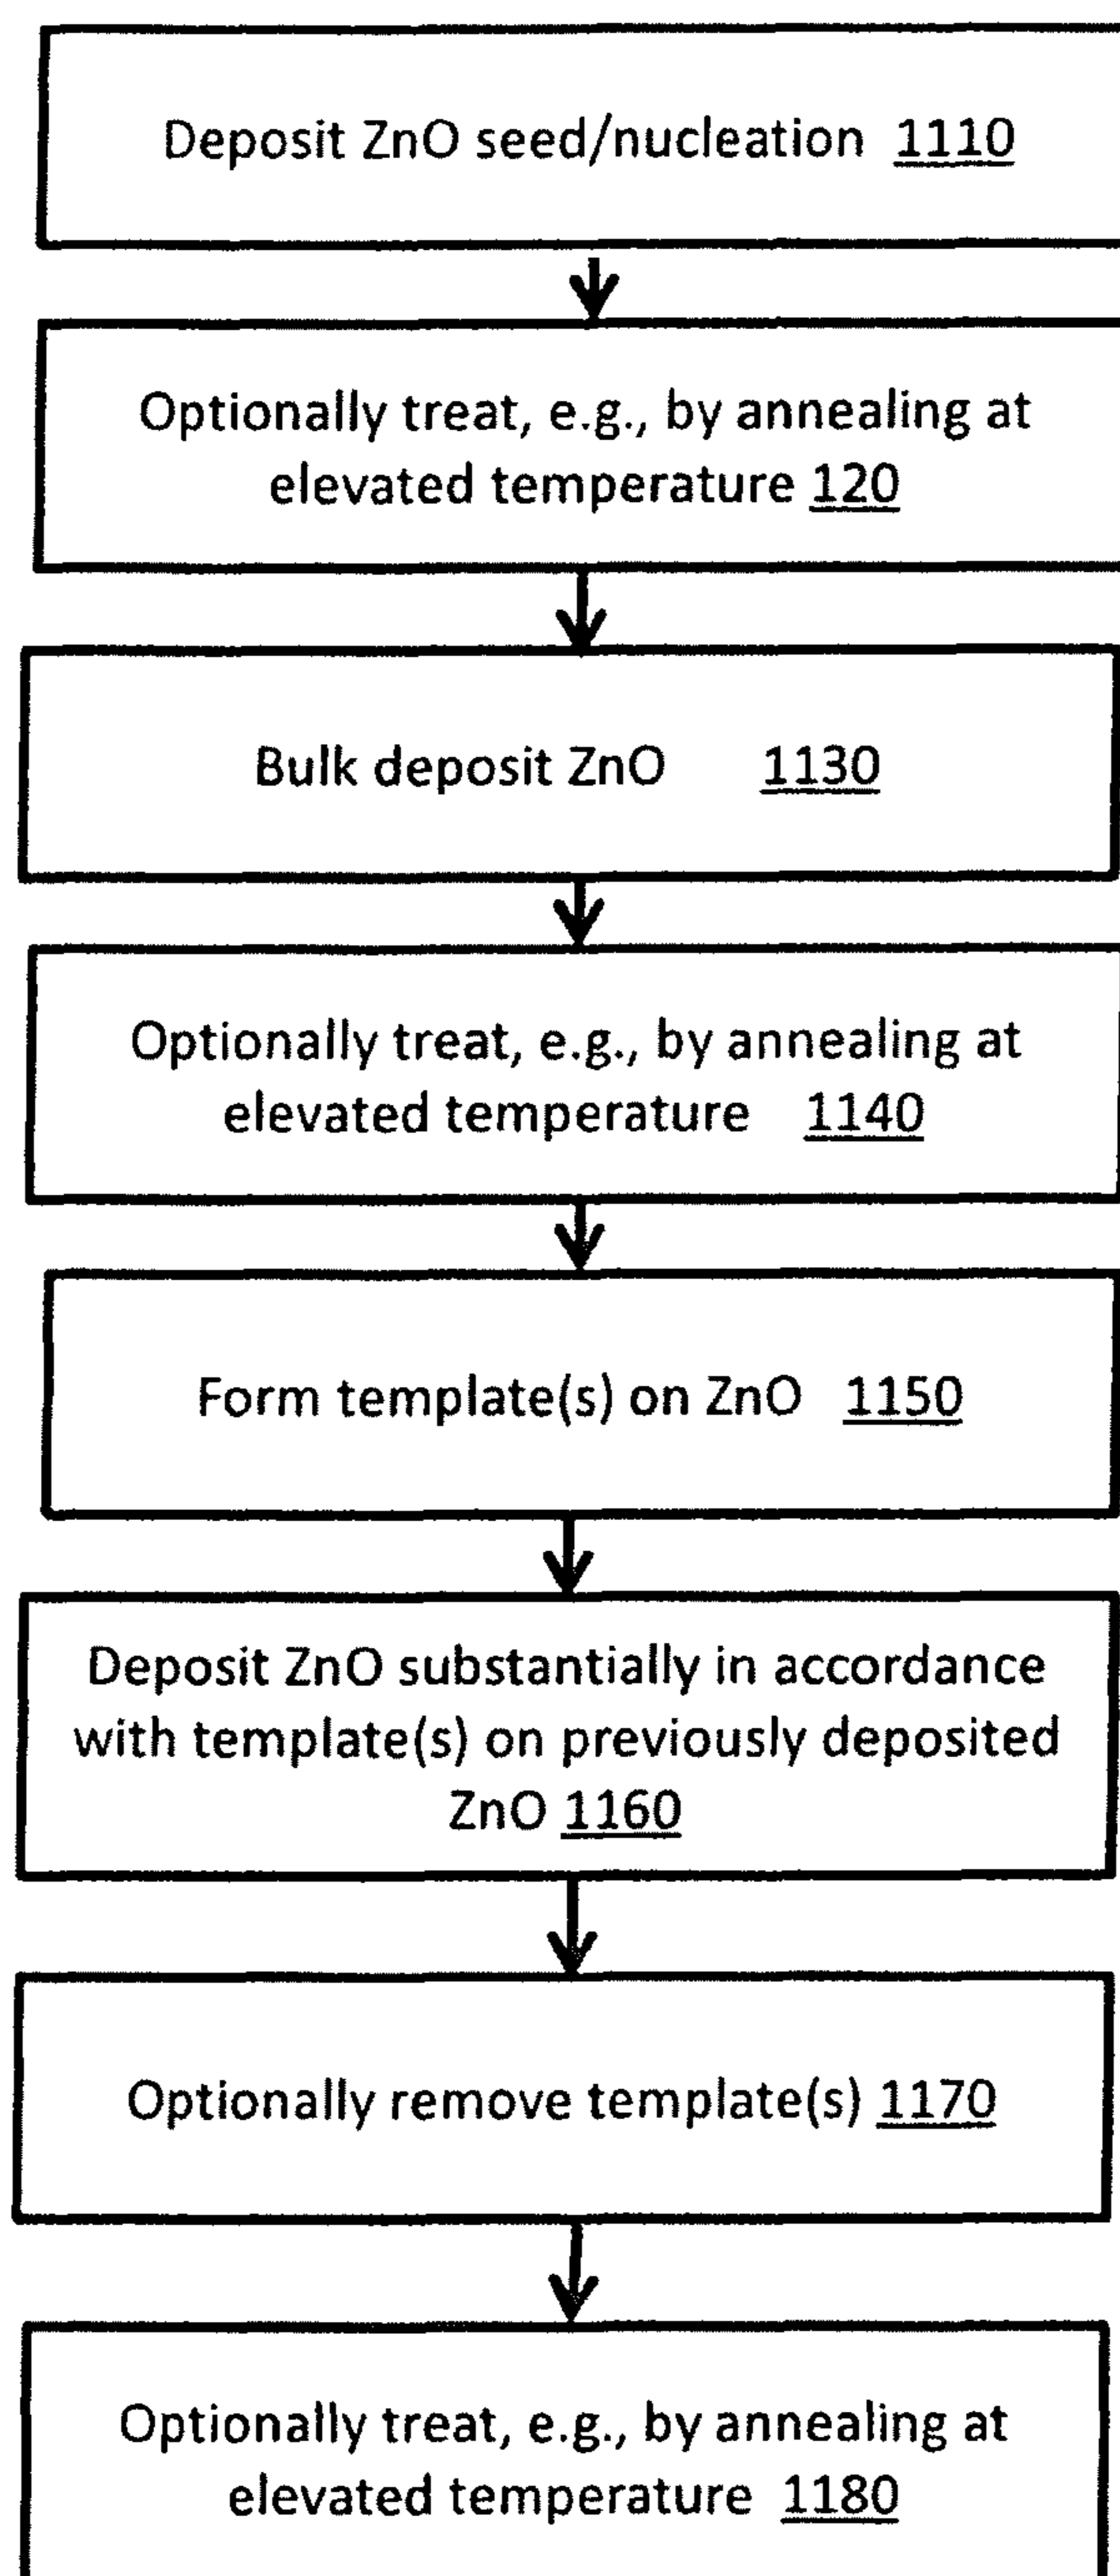 Deposit ZnO seed/nucleation 1110
Optionally treat, e.g., by annealing at
elevated temperature 120
Bulk deposit ZnO 1130
Optionally treat, e.g., by annealing at
elevated temperature 1140
Form template(s) on ZnO 1150
Deposit ZnO substantially in accordance
with template(s) on previously deposited
ZnO 1160
Optionally remove template(s) 1170
Optionally treat, e.g., by annealing at
elevated temperature 1180